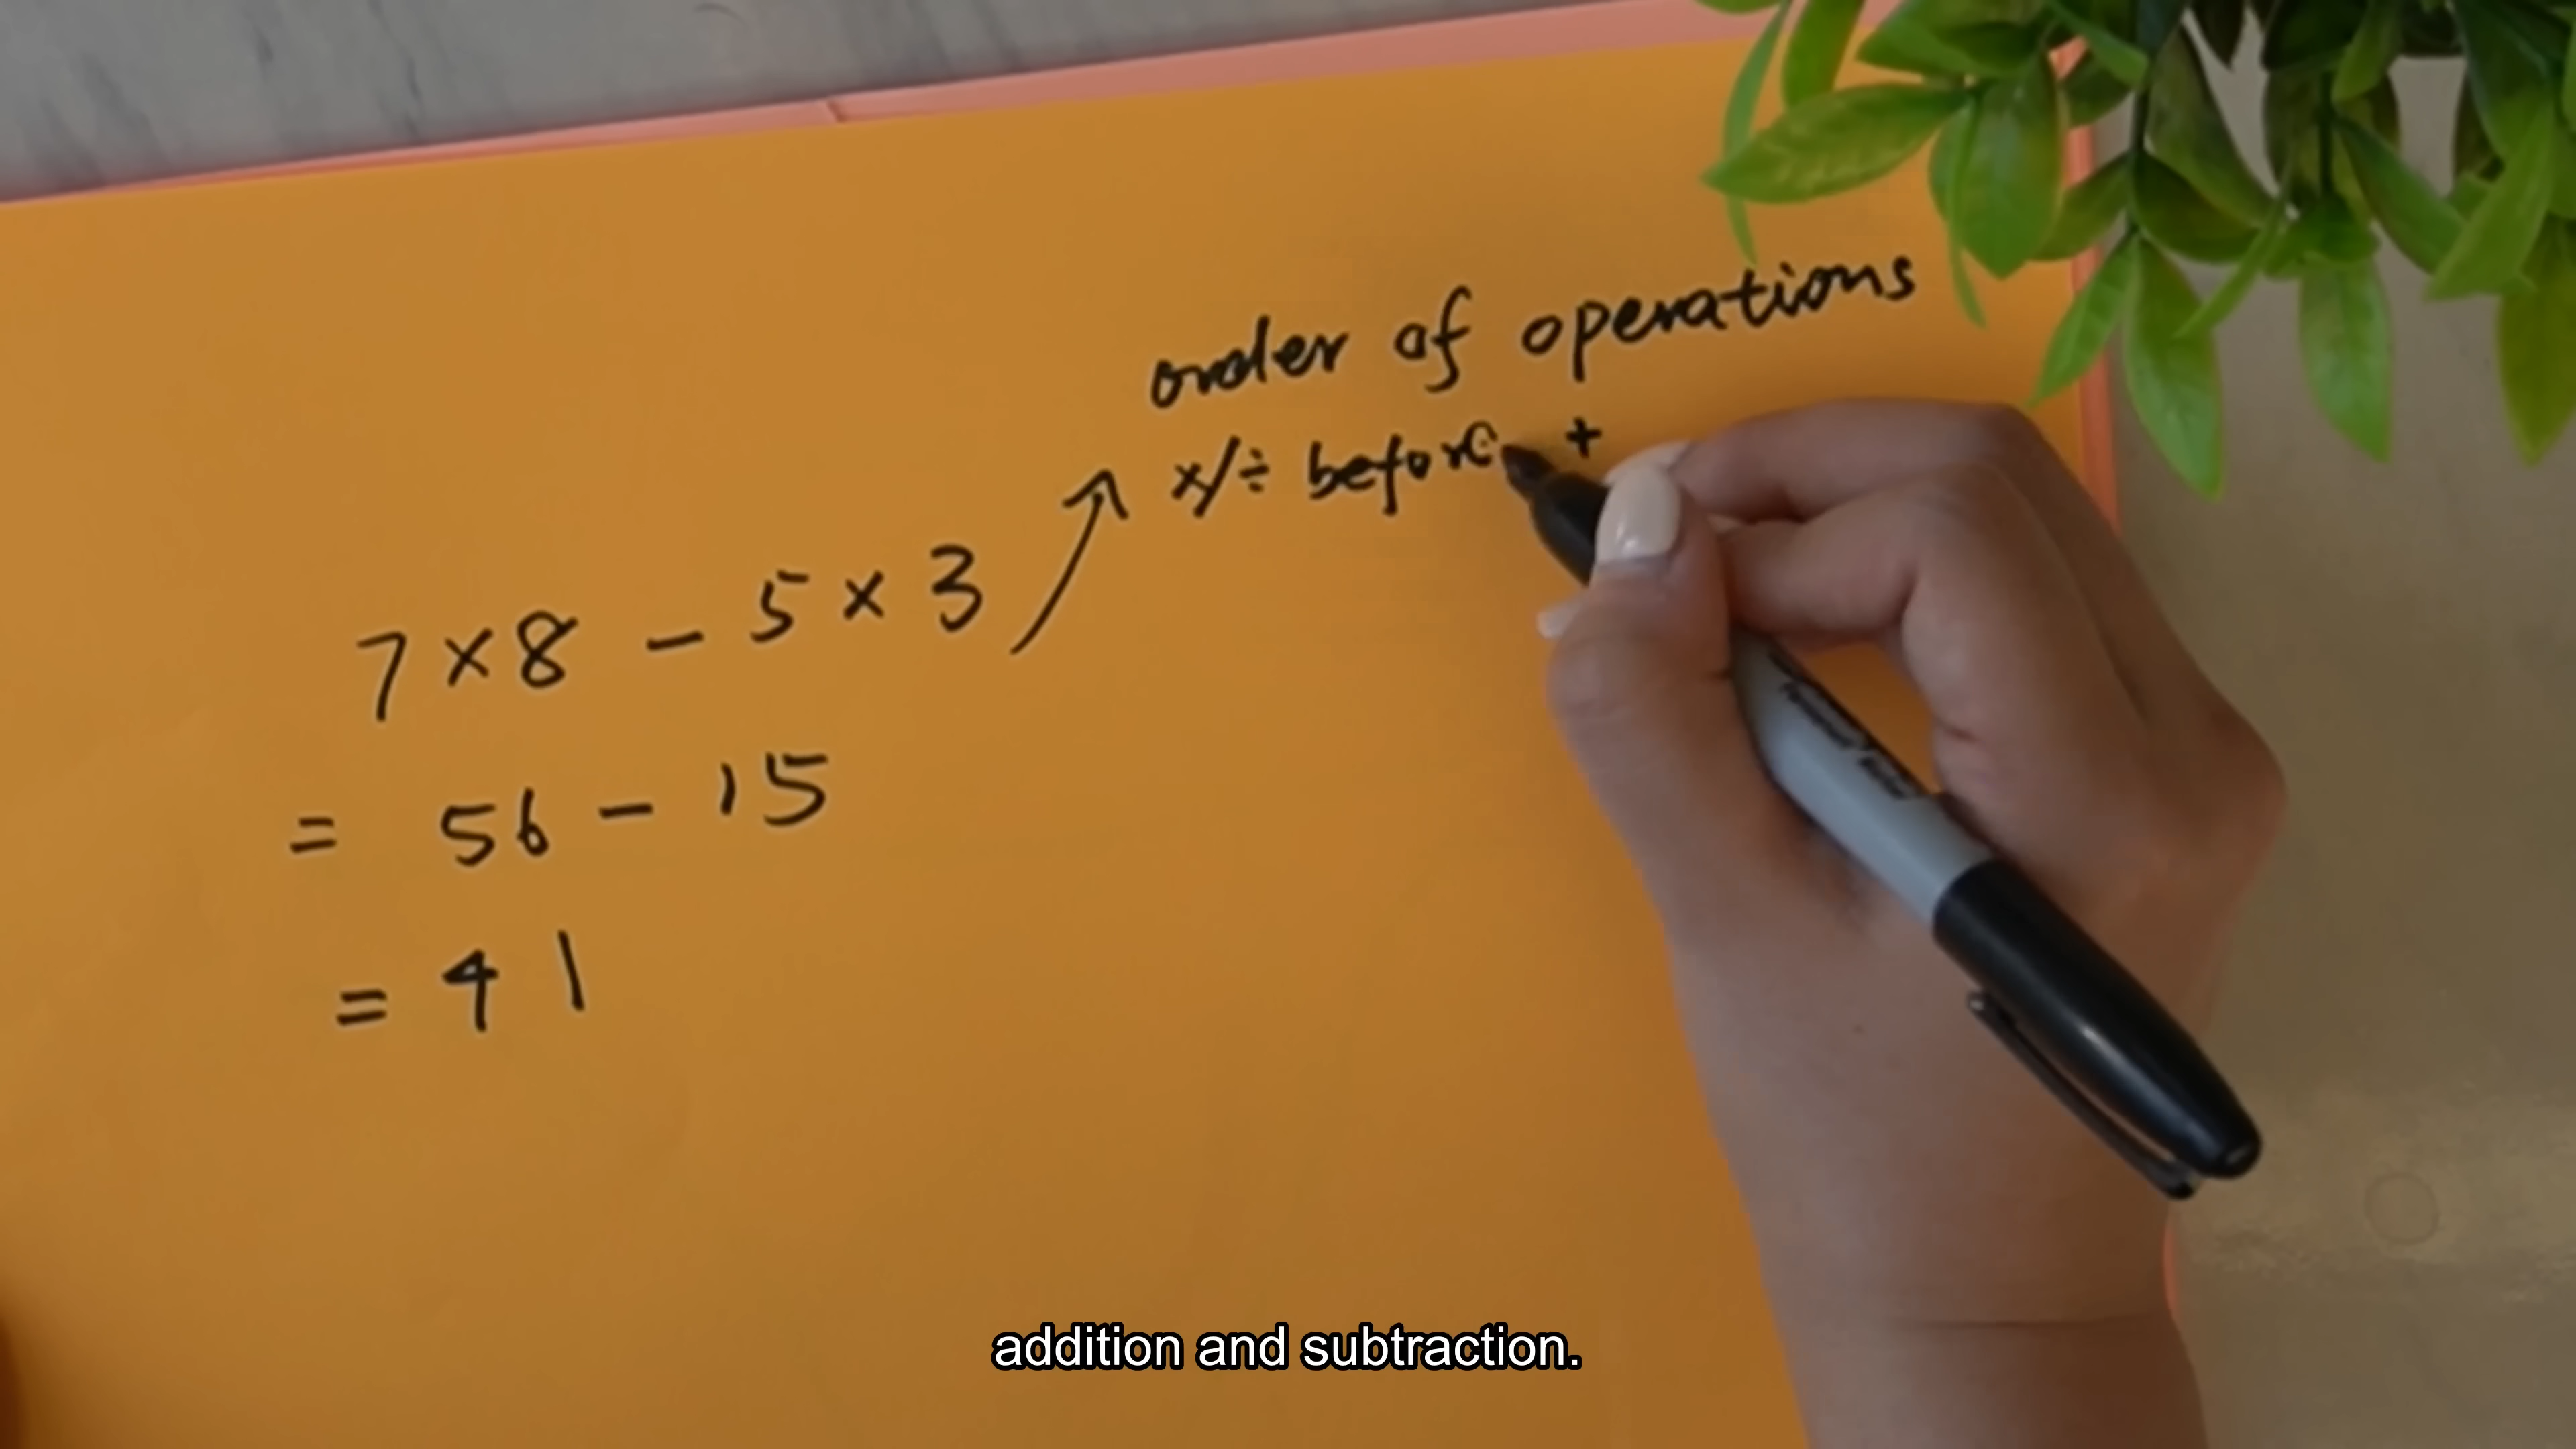 order of operations
×/÷ before +
7 × 8 - 5 × 3
= 56 - 15
= 41
addition and subtraction.